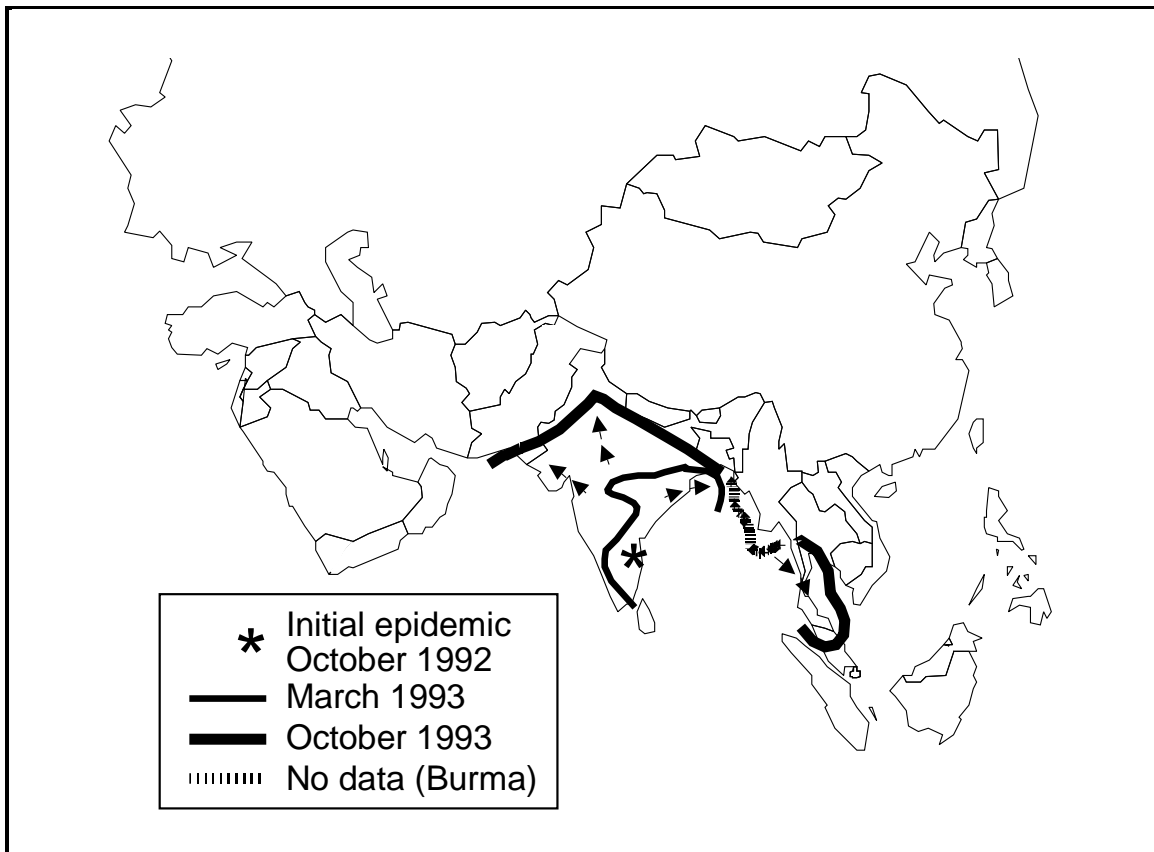 * Initial epidemic
October 1992
March 1993
October 1993
No data (Burma)